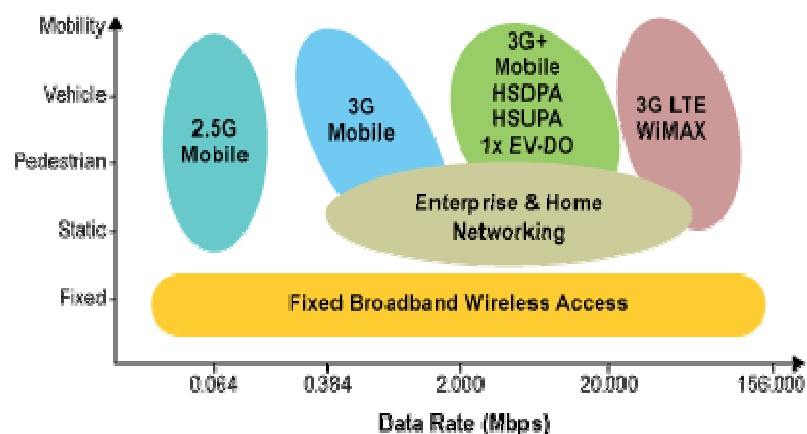 Mobility
Vehicle
Pedestrian
Static
Fixed
2.5G
Mobile
3G
Mobile
3G+
Mobile
HSDPA
HSUPA
1x EV-DO
3G LTE
WiMAX
Enterprise & Home
Networking
Fixed Broadband Wireless Access
0.064
0.384
2.000
20.000
156.000
Data Rate (Mbps)